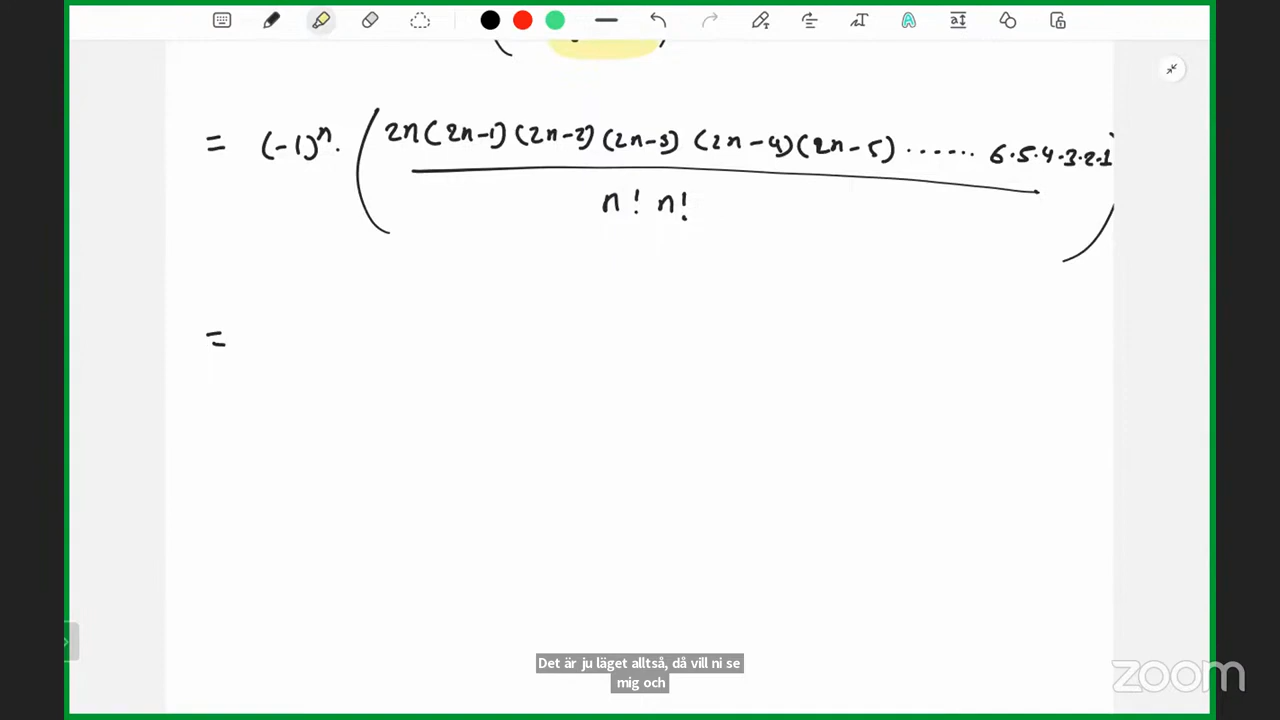 = (-1)^n · ( 2n(2n-1)(2n-2)(2n-3)(2n-4)(2n-5) ······ 6·5·4·3·2·1 )
n! n!
=
Det är ju läget alltså, då vill ni se
mig och
zoom